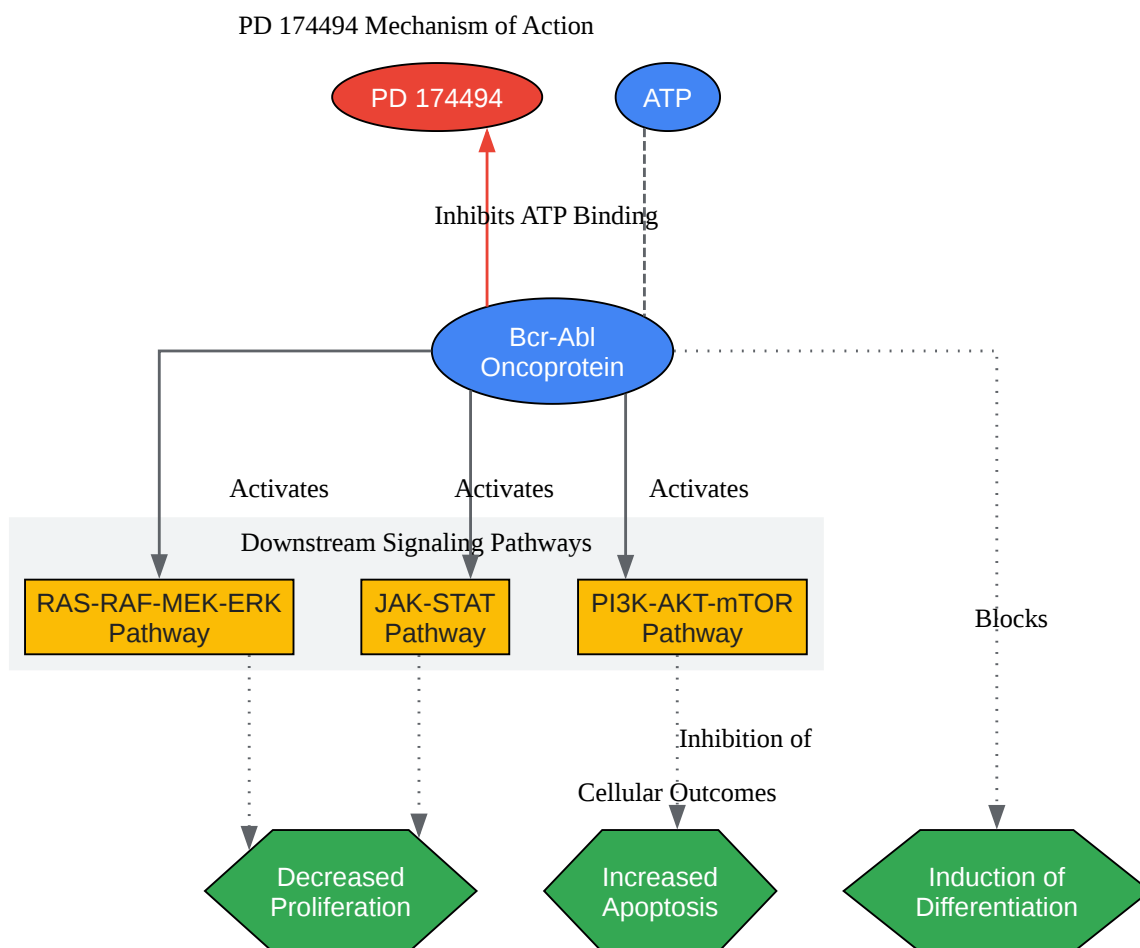 PD 174494 Mechanism of Action
PD 174494
ATP
Inhibits ATP Binding
Bcr-Abl
Oncoprotein
Activates
Activates
Activates
Downstream Signaling Pathways
RAS-RAF-MEK-ERK
Pathway
JAK-STAT
Pathway
PI3K-AKT-mTOR
Pathway
Blocks
Inhibition of
Cellular Outcomes
Decreased
Proliferation
Increased
Apoptosis
Induction of
Differentiation